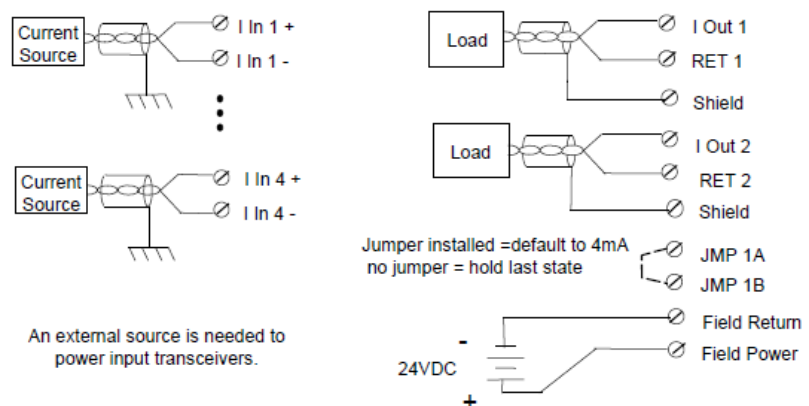 Current
Source
I In 1 +
I In 1 -
Current
Source
I In 4 +
I In 4 -
An external source is needed to
power input transceivers.
Load
I Out 1
RET 1
Shield
Load
I Out 2
RET 2
Shield
Jumper installed =default to 4mA
no jumper = hold last state
JMP 1A
JMP 1B
Field Return
Field Power
-
24VDC
+